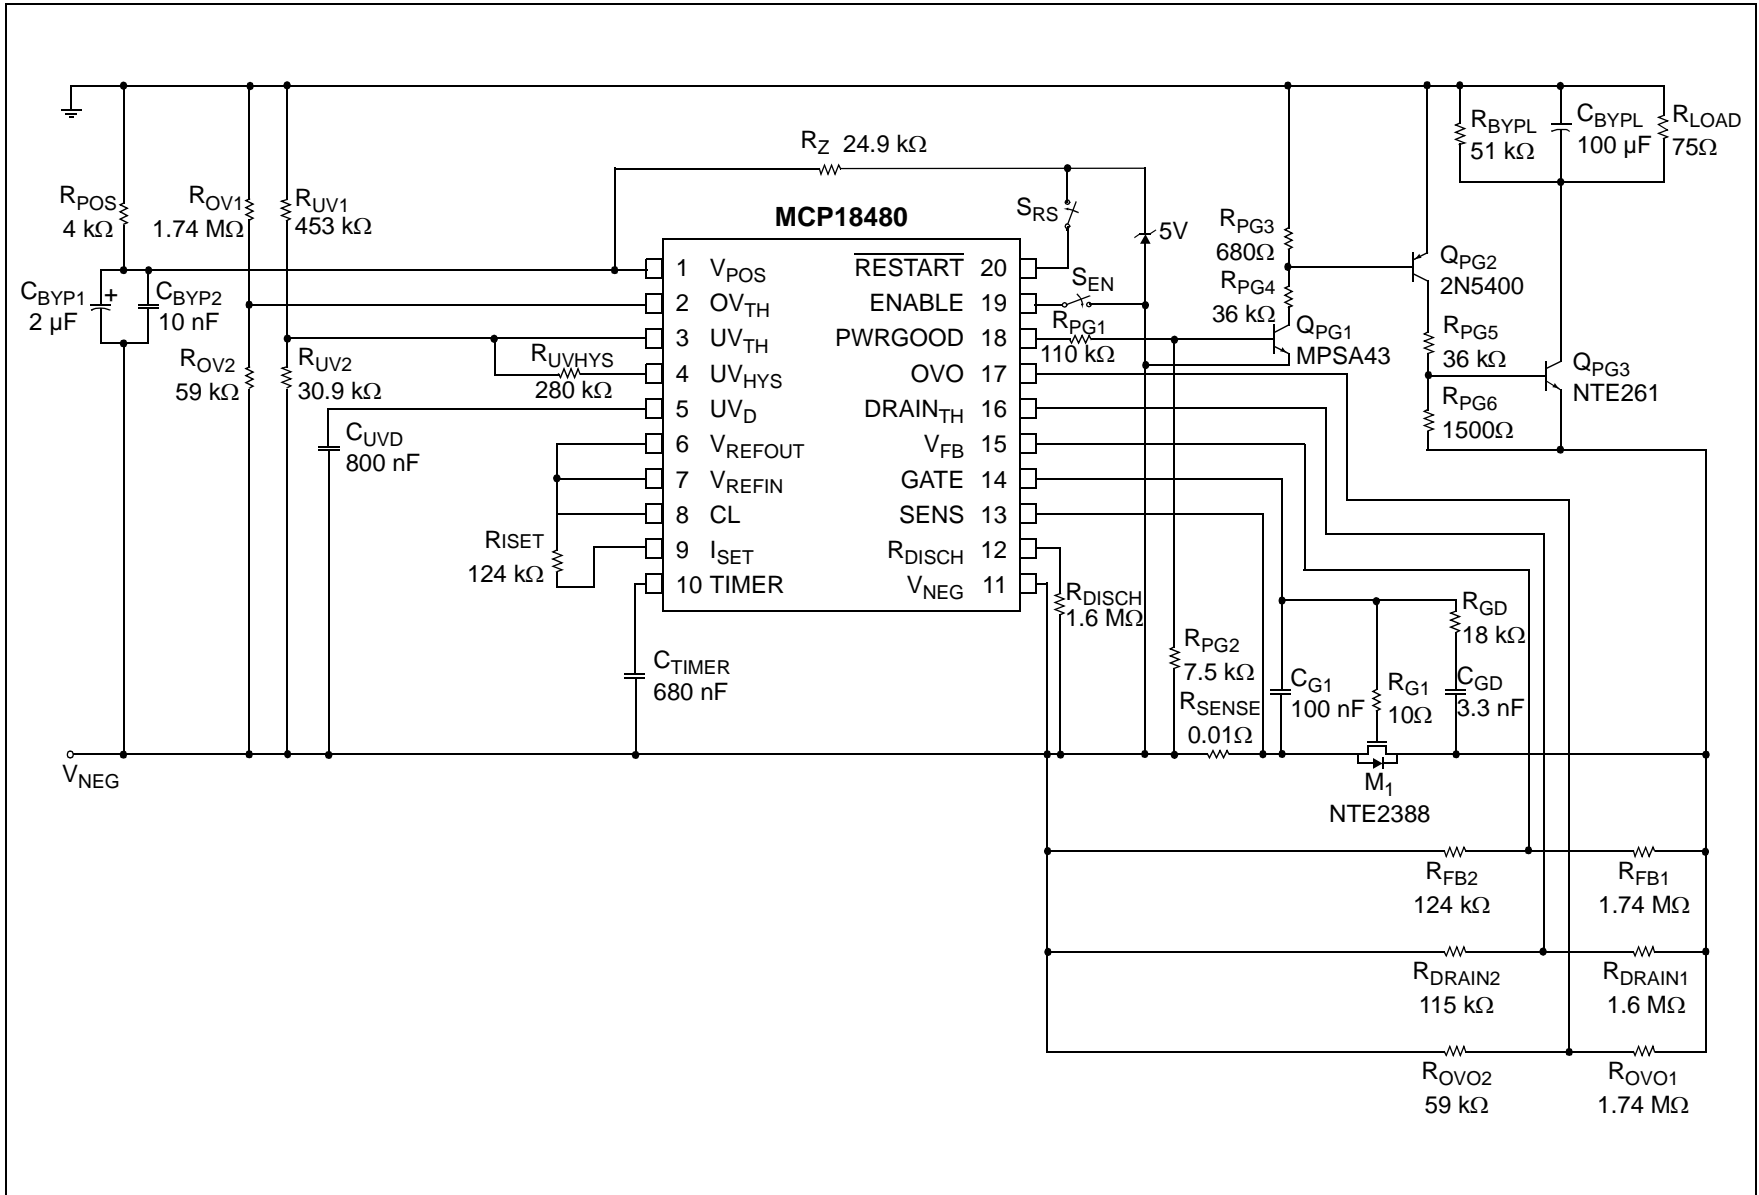 R_Z 24.9 kΩ
R_BYPL
51 kΩ
C_BYPL
100 µF
R_LOAD
75Ω
R_POS
4 kΩ
R_OV1
1.74 MΩ
R_UV1
453 kΩ
MCP18480
S_RS
5V
R_PG3
680Ω
Q_PG2
2N5400
C_BYP1
+
2 µF
C_BYP2
10 nF
R_PG4
36 kΩ
Q_PG1
MPSA43
S_EN
R_PG1
110 kΩ
R_PG5
36 kΩ
Q_PG3
NTE261
R_PG6
1500Ω
R_OV2
59 kΩ
R_UV2
30.9 kΩ
R_UVHYS
280 kΩ
C_UVD
800 nF
1 V_POS
2 OV_TH
3 UV_TH
4 UV_HYS
5 UV_D
6 V_REFOUT
7 V_REFIN
8 CL
9 I_SET
10 TIMER
RESTART 20
ENABLE 19
PWRGOOD 18
OVO 17
DRAIN_TH 16
V_FB 15
GATE 14
SENS 13
R_DISCH 12
V_NEG 11
RISET
124 kΩ
C_TIMER
680 nF
R_DISCH
1.6 MΩ
R_PG2
7.5 kΩ
R_SENSE
0.01Ω
C_G1
100 nF
R_G1
10Ω
R_GD
18 kΩ
C_GD
3.3 nF
V_NEG
M_1
NTE2388
R_FB2
124 kΩ
R_FB1
1.74 MΩ
R_DRAIN2
115 kΩ
R_DRAIN1
1.6 MΩ
R_OVO2
59 kΩ
R_OVO1
1.74 MΩ